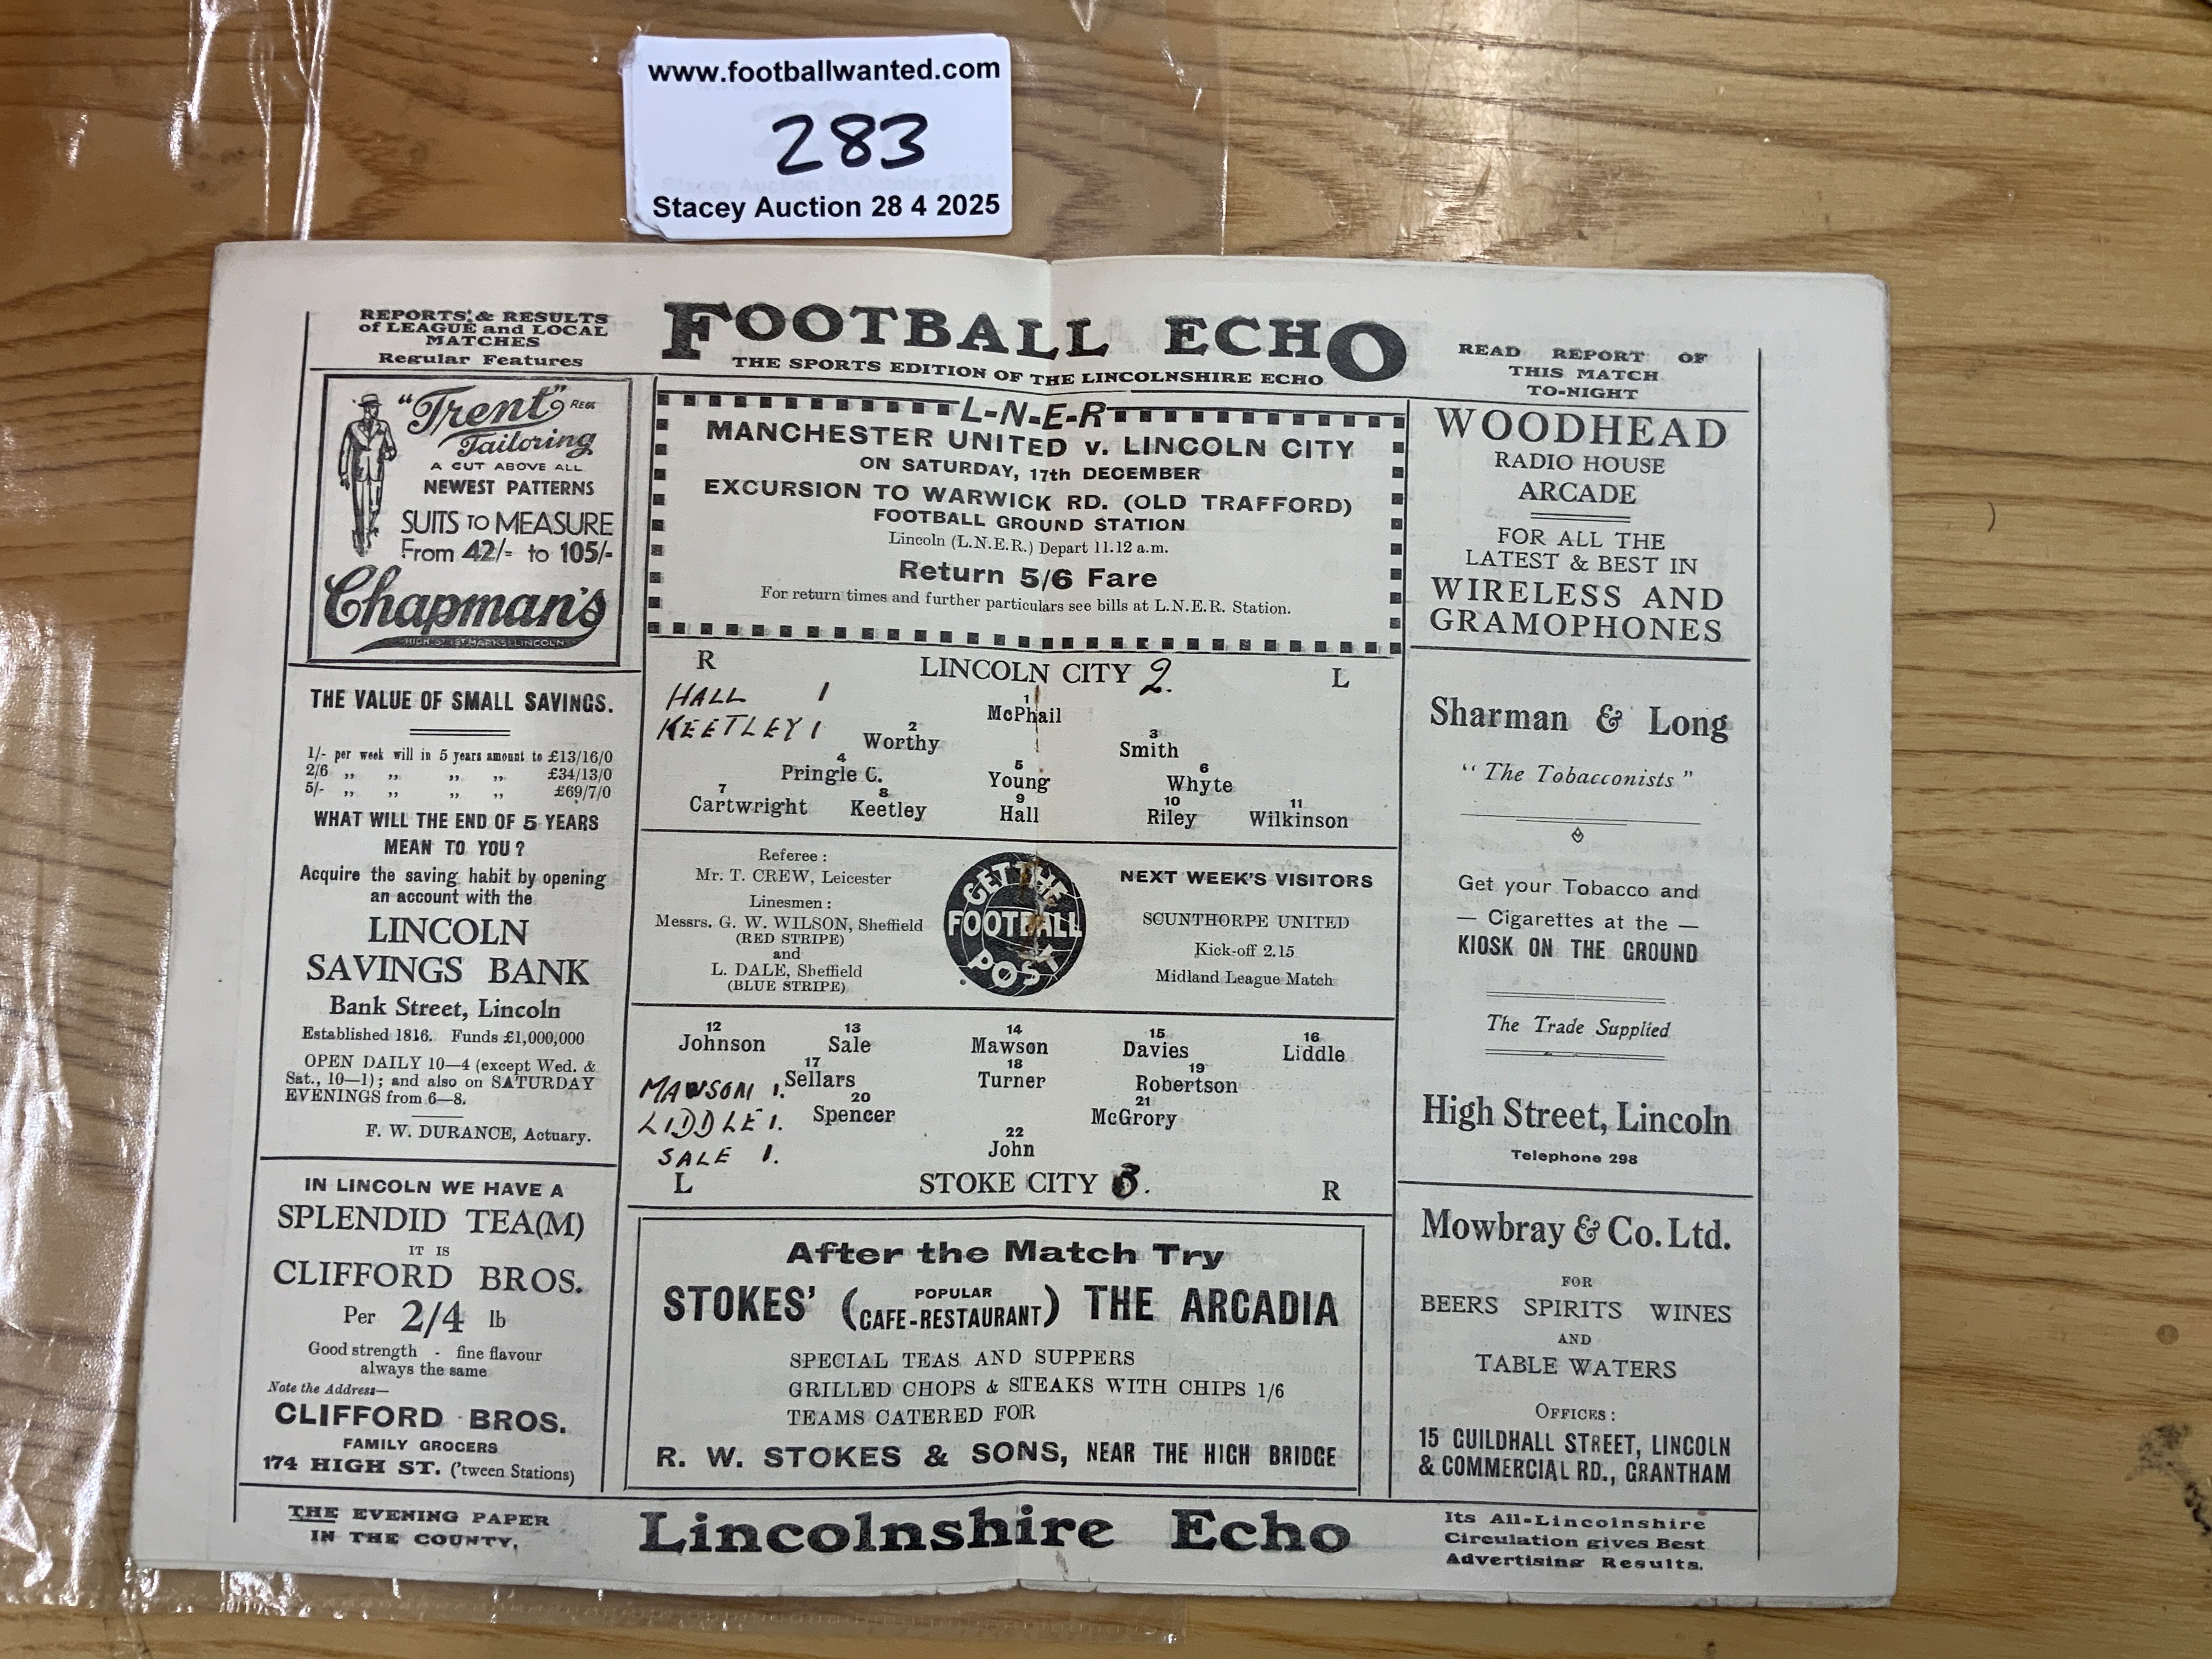 www.footballwanted.com
283
Stacey Auction 28 4 2025
REPORTS & RESULTS
of LEAGUE and LOCAL
MATCHES
Regular Features
FOOTBALL ECHO
THE SPORTS EDITION OF THE LINCOLNSHIRE ECHO
READ REPORT OF
THIS MATCH
TO-NIGHT
"Trent" REGD
Tailoring
A CUT ABOVE ALL
NEWEST PATTERNS
SUITS TO MEASURE
From 42/- to 105/-
Chapman's
HIGH ST & ST MARKS LINCOLN
THE VALUE OF SMALL SAVINGS.
1/- per week will in 5 years amount to £13/16/0
2/6 ,, ,, ,, ,, £34/13/0
5/- ,, ,, ,, ,, £69/7/0
WHAT WILL THE END OF 5 YEARS
MEAN TO YOU?
Acquire the saving habit by opening
an account with the
LINCOLN
SAVINGS BANK
Bank Street, Lincoln
Established 1816. Funds £1,000,000
OPEN DAILY 10—4 (except Wed. &
Sat., 10—1); and also on SATURDAY
EVENINGS from 6—8.
F. W. DURANCE, Actuary.
IN LINCOLN WE HAVE A
SPLENDID TEA(M)
IT IS
CLIFFORD BROS.
Per 2/4 lb
Good strength - fine flavour
always the same
Note the Address—
CLIFFORD BROS.
FAMILY GROCERS
174 HIGH ST. ('tween Stations)
L-N-E-R
MANCHESTER UNITED v. LINCOLN CITY
ON SATURDAY, 17th DECEMBER
EXCURSION TO WARWICK RD. (OLD TRAFFORD)
FOOTBALL GROUND STATION
Lincoln (L.N.E.R.) Depart 11.12 a.m.
Return 5/6 Fare
For return times and further particulars see bills at L.N.E.R. Station.
R LINCOLN CITY 2. L
HALL 1
KEETLEY 1
1
McPhail
2 3
Worthy Smith
4 5 6
Pringle C. Young Whyte
7 8 9 10 11
Cartwright Keetley Hall Riley Wilkinson
Referee:
Mr. T. CREW, Leicester
Linesmen:
Messrs. G. W. WILSON, Sheffield
(RED STRIPE)
and
L. DALE, Sheffield
(BLUE STRIPE)
GET THE
FOOTBALL
POST
NEXT WEEK'S VISITORS
SCUNTHORPE UNITED
Kick-off 2.15
Midland League Match
12 13 14 15 16
Johnson Sale Mawson Davies Liddle
17 18 19
Sellars Turner Robertson
20 21
Spencer McGrory
22
John
MAWSON 1.
LIDDLE 1.
SALE 1.
L STOKE CITY 3. R
After the Match Try
STOKES' (POPULAR CAFE-RESTAURANT) THE ARCADIA
SPECIAL TEAS AND SUPPERS
GRILLED CHOPS & STEAKS WITH CHIPS 1/6
TEAMS CATERED FOR
R. W. STOKES & SONS, NEAR THE HIGH BRIDGE
WOODHEAD
RADIO HOUSE
ARCADE
FOR ALL THE
LATEST & BEST IN
WIRELESS AND
GRAMOPHONES
Sharman & Long
"The Tobacconists"
Get your Tobacco and
— Cigarettes at the —
KIOSK ON THE GROUND
The Trade Supplied
High Street, Lincoln
Telephone 298
Mowbray & Co. Ltd.
FOR
BEERS SPIRITS WINES
AND
TABLE WATERS
OFFICES:
15 GUILDHALL STREET, LINCOLN
& COMMERCIAL RD., GRANTHAM
THE EVENING PAPER
IN THE COUNTY.
Lincolnshire Echo
Its All-Lincolnshire
Circulation gives Best
Advertising Results.